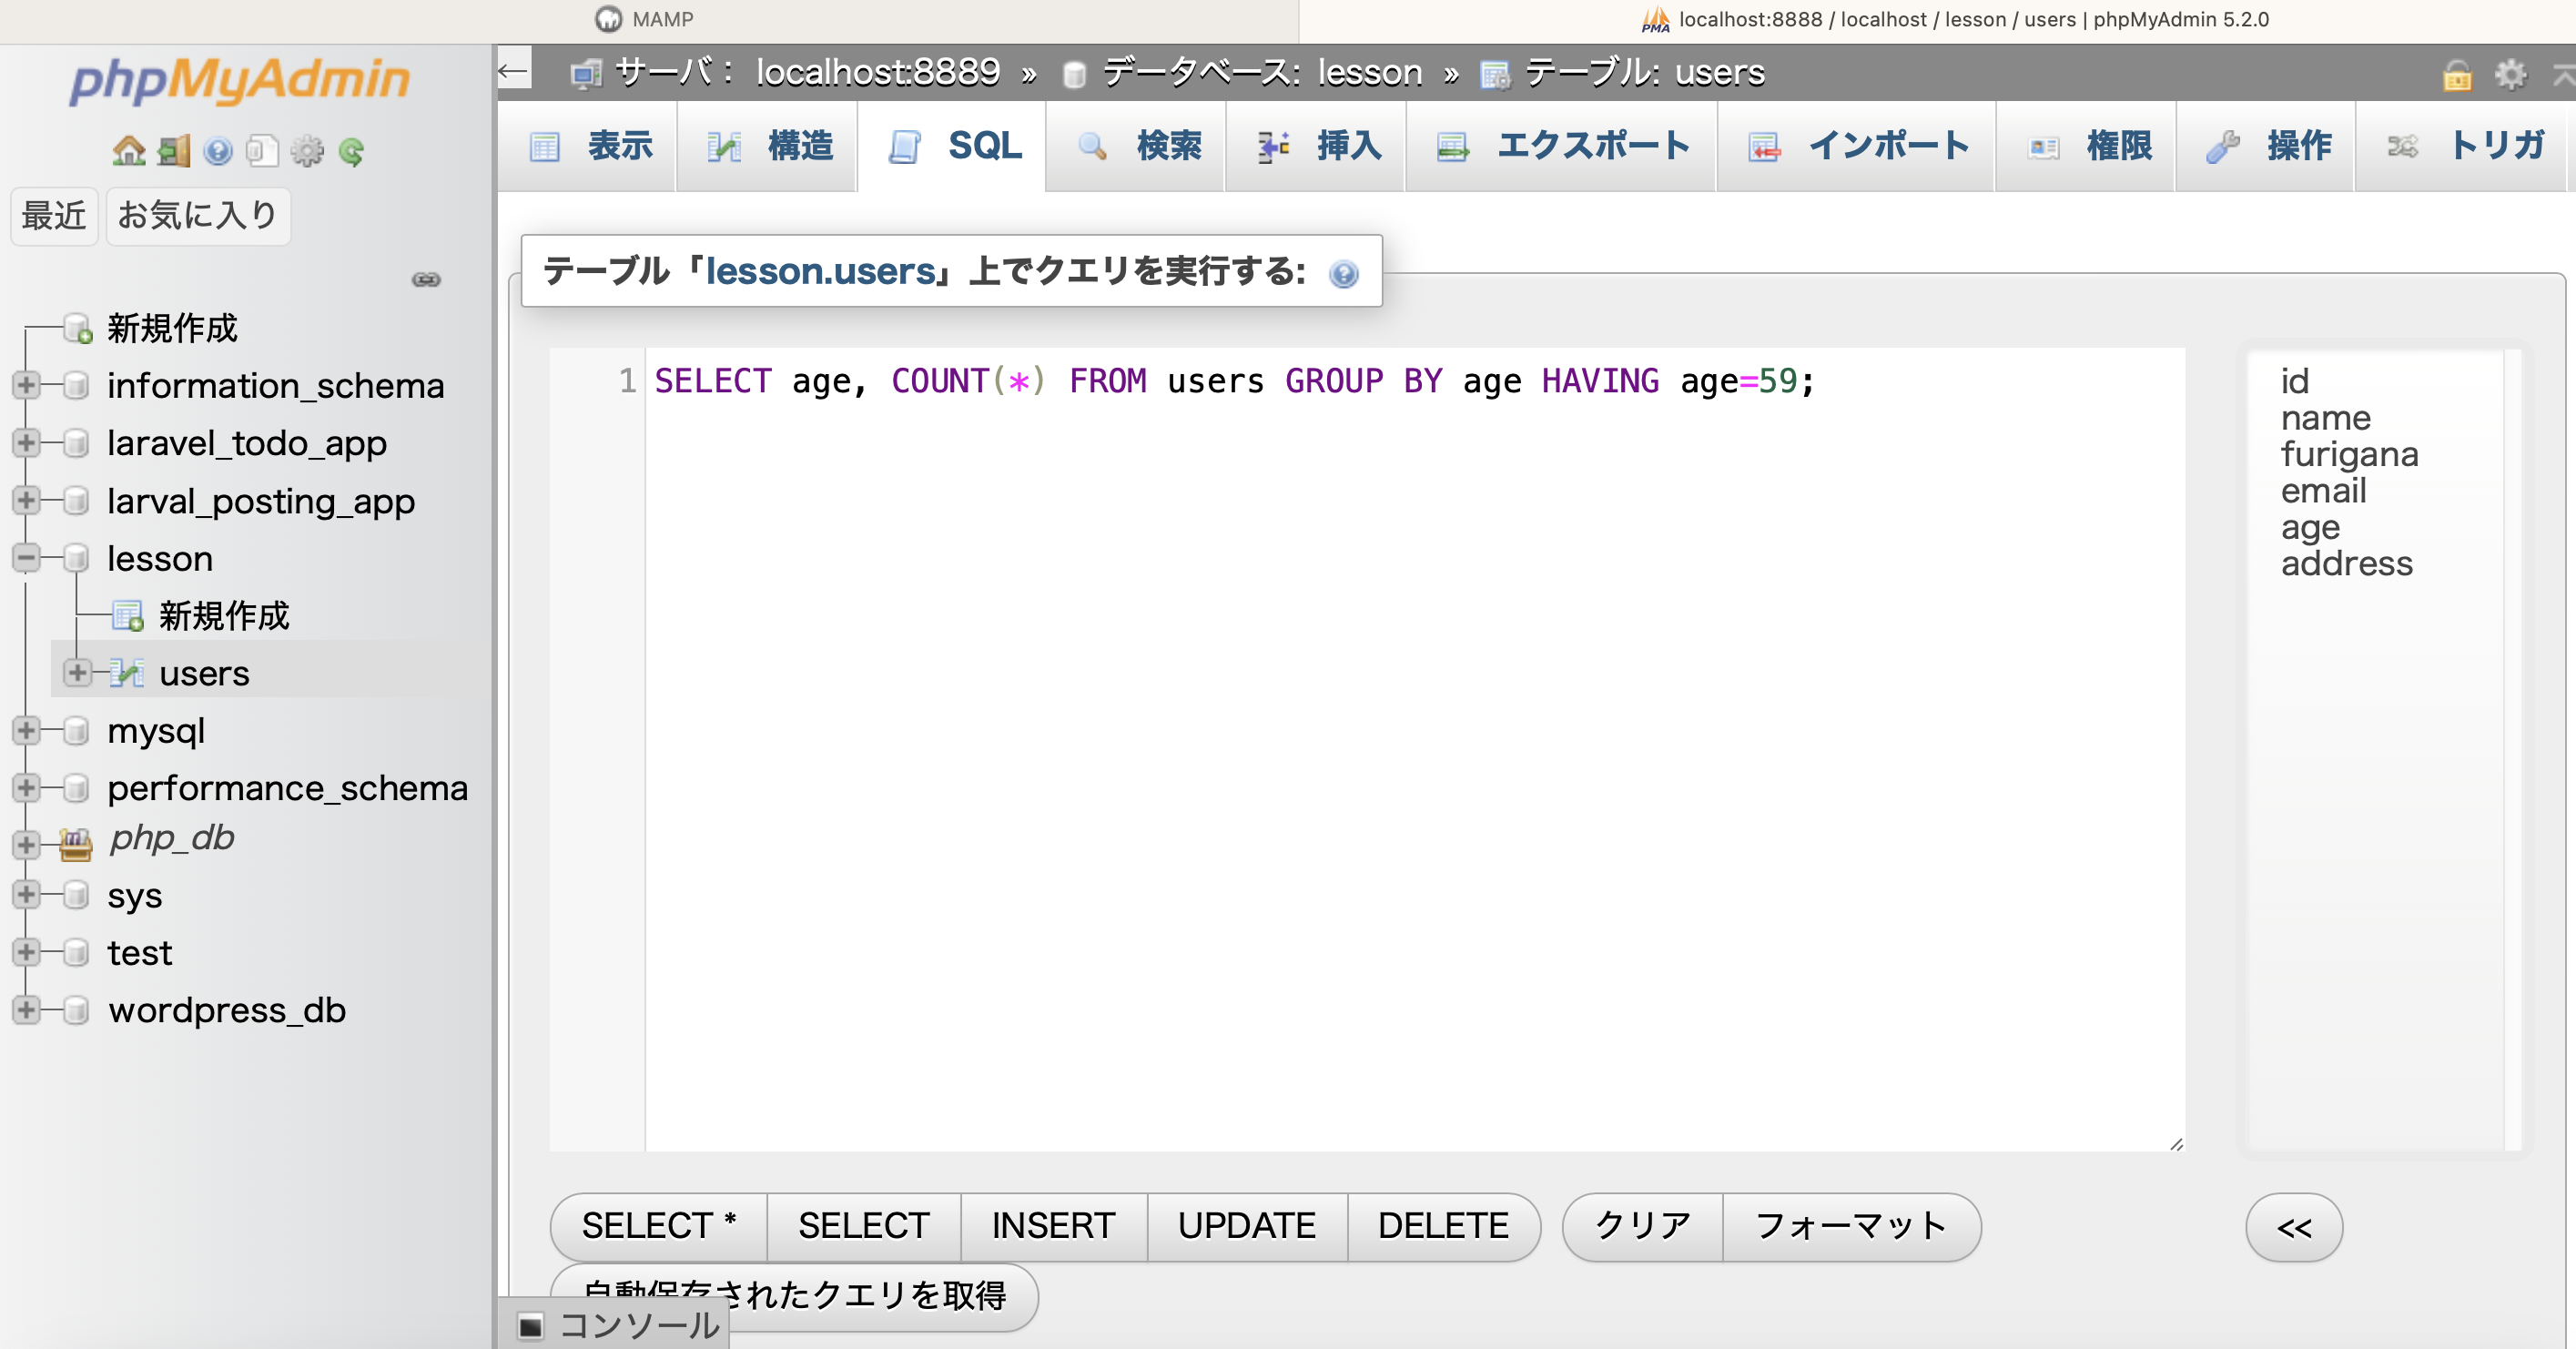 MAMP
PMA localhost:8888 / localhost / lesson / users | phpMyAdmin 5.2.0
phpMyAdmin
最近 お気に入り
新規作成
information_schema
laravel_todo_app
larval_posting_app
lesson
新規作成
users
mysql
performance_schema
php_db
sys
test
wordpress_db
サーバ： localhost:8889 » データベース: lesson » テーブル: users
表示 構造 SQL 検索 挿入 エクスポート インポート 権限 操作 トリガ
テーブル「lesson.users」上でクエリを実行する:
1 SELECT age, COUNT(*) FROM users GROUP BY age HAVING age=59;
id
name
furigana
email
age
address
SELECT * SELECT INSERT UPDATE DELETE クリア フォーマット <<
自動保存されたクエリを取得
コンソール